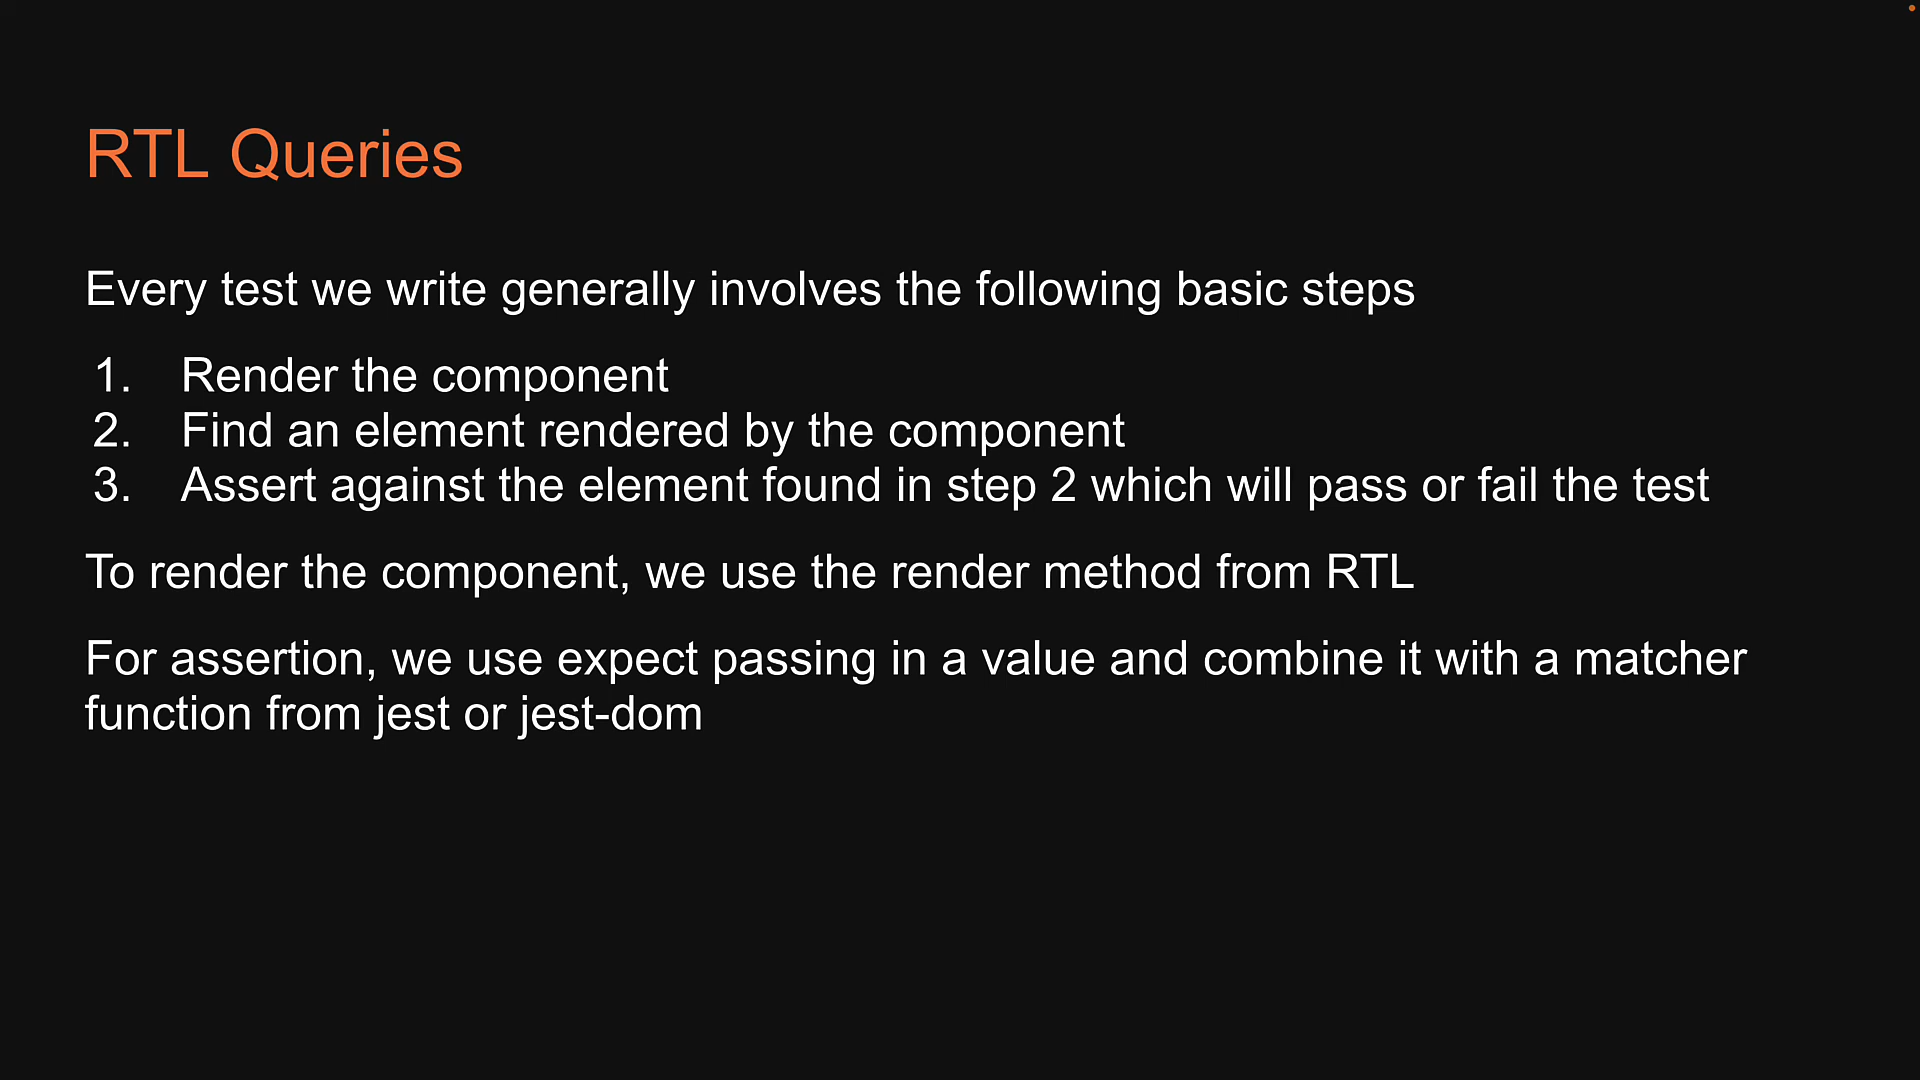 RTL Queries
Every test we write generally involves the following basic steps
1. Render the component
2. Find an element rendered by the component
3. Assert against the element found in step 2 which will pass or fail the test
To render the component, we use the render method from RTL
For assertion, we use expect passing in a value and combine it with a matcher
function from jest or jest-dom